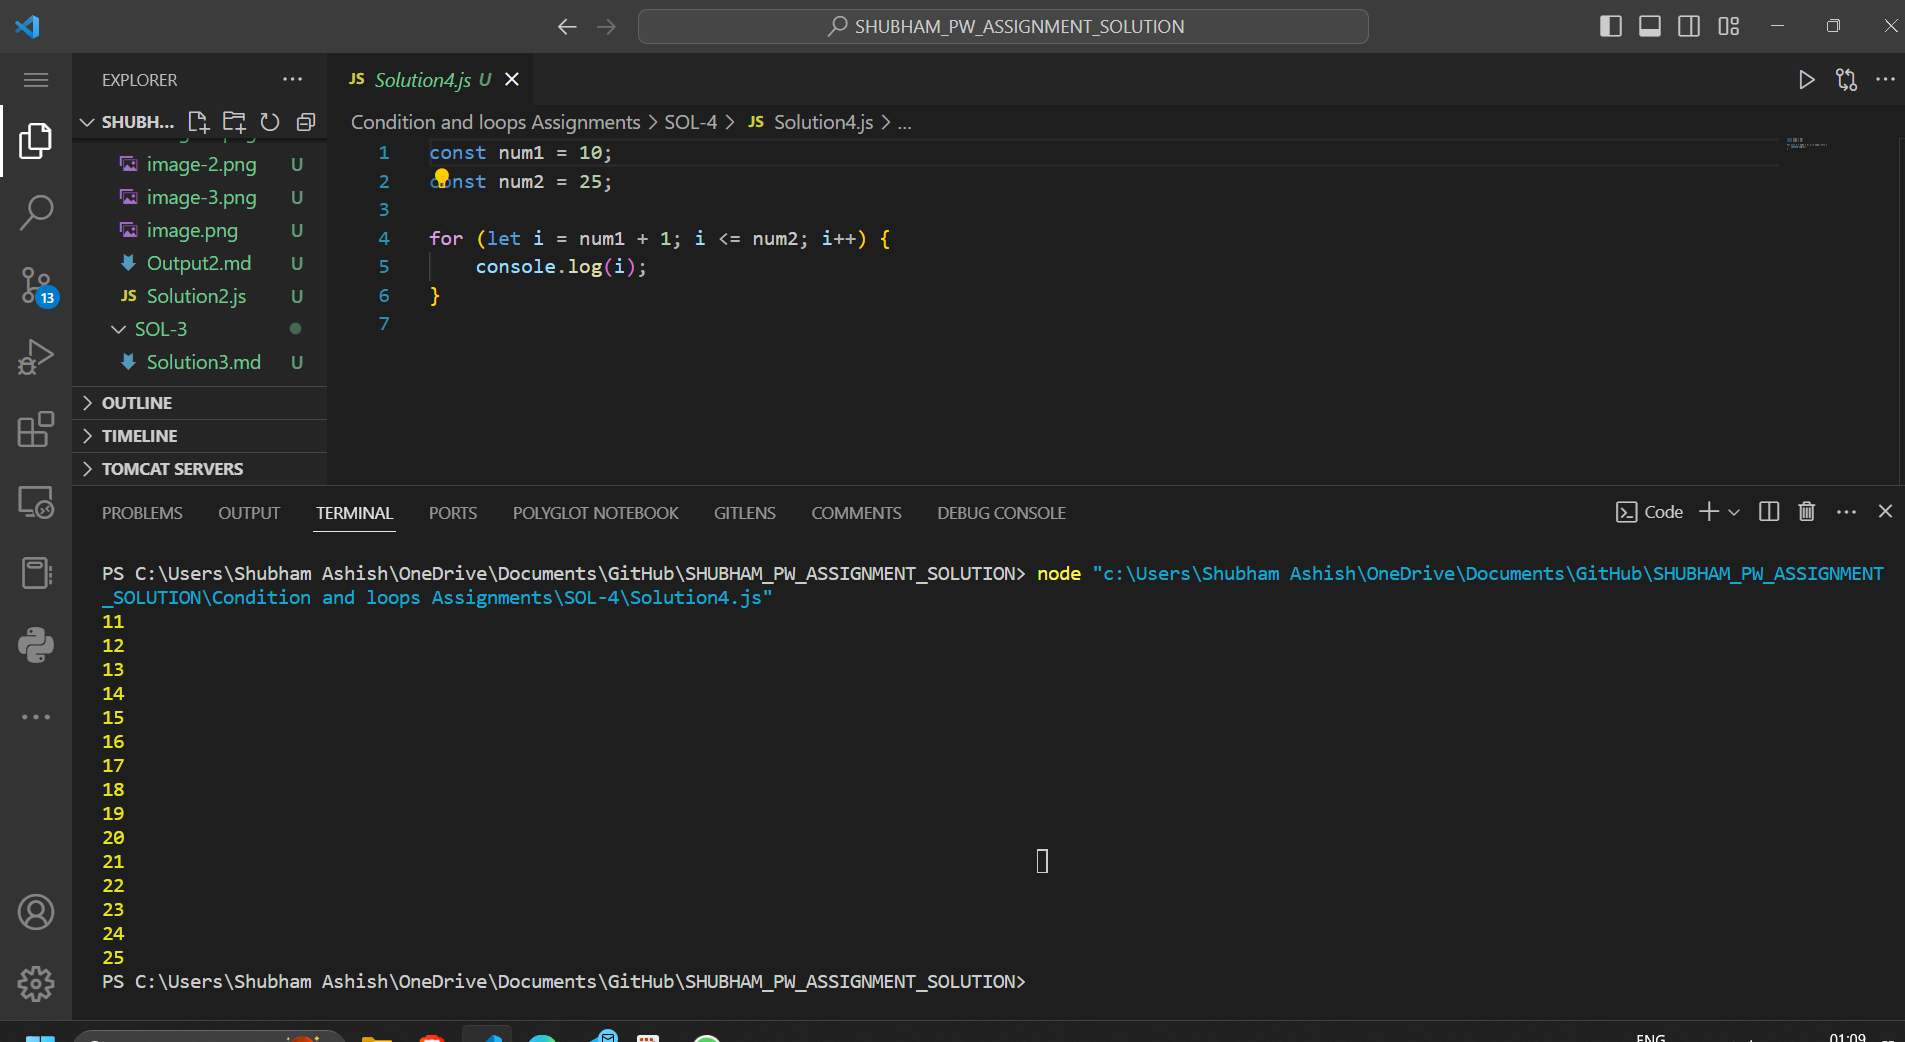 SHUBHAM_PW_ASSIGNMENT_SOLUTION
EXPLORER
SHUBH...
image-2.png U
image-3.png U
image.png U
Output2.md U
JS Solution2.js U
SOL-3
Solution3.md U
OUTLINE
TIMELINE
TOMCAT SERVERS
13
JS Solution4.js U
Condition and loops Assignments > SOL-4 > JS Solution4.js > ...
1 const num1 = 10;
2 const num2 = 25;
3
4 for (let i = num1 + 1; i <= num2; i++) {
5 console.log(i);
6 }
7
PROBLEMS OUTPUT TERMINAL PORTS POLYGLOT NOTEBOOK GITLENS COMMENTS DEBUG CONSOLE
Code
PS C:\Users\Shubham Ashish\OneDrive\Documents\GitHub\SHUBHAM_PW_ASSIGNMENT_SOLUTION> node "c:\Users\Shubham Ashish\OneDrive\Documents\GitHub\SHUBHAM_PW_ASSIGNMENT
_SOLUTION\Condition and loops Assignments\SOL-4\Solution4.js"
11
12
13
14
15
16
17
18
19
20
21
22
23
24
25
PS C:\Users\Shubham Ashish\OneDrive\Documents\GitHub\SHUBHAM_PW_ASSIGNMENT_SOLUTION>
ENG
01:09